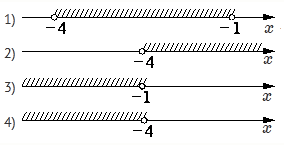 1) −4 −1 x
2) −4 x
3) −1 x
4) −4 x